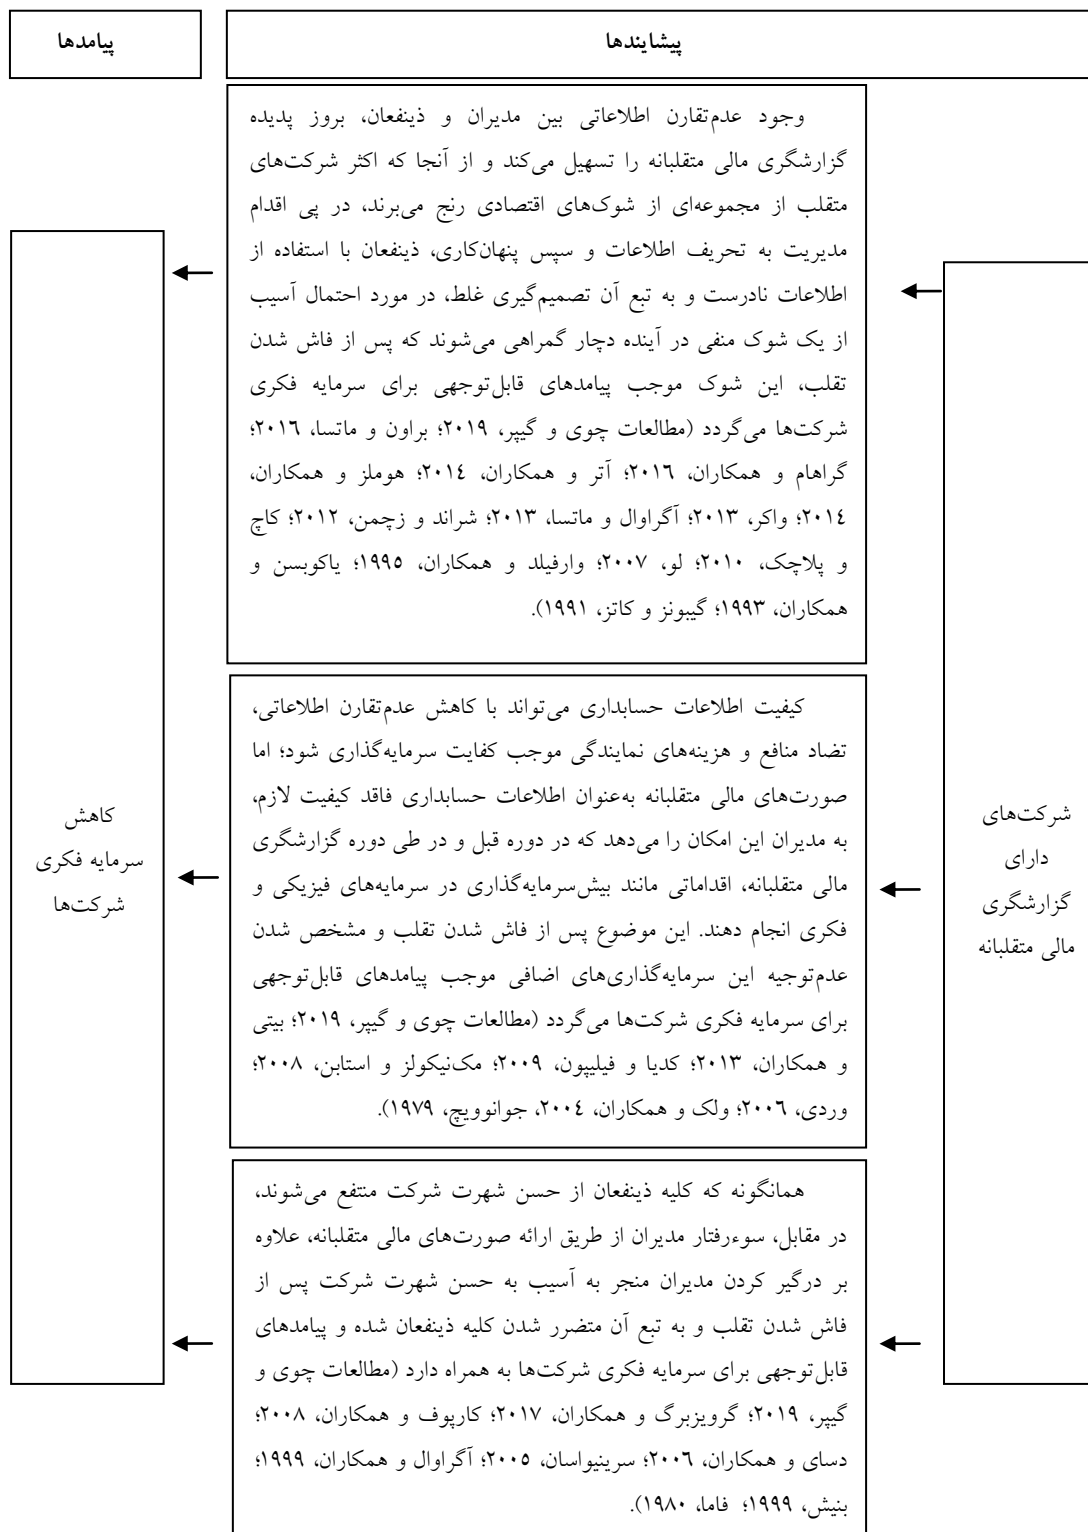 پیشایندها
پیامدها
شرکت‌های
دارای
گزارشگری
مالی متقلبانه
وجود عدم‌تقارن اطلاعاتی بین مدیران و ذینفعان، بروز پدیده
گزارشگری مالی متقلبانه را تسهیل می‌کند و از آنجا که اکثر شرکت‌های
متقلب از مجموعه‌ای از شوک‌های اقتصادی رنج می‌برند، در پی اقدام
مدیریت به تحریف اطلاعات و سپس پنهان‌کاری، ذینفعان با استفاده از
اطلاعات نادرست و به تبع آن تصمیم‌گیری غلط، در مورد احتمال آسیب
از یک شوک منفی در آینده دچار گمراهی می‌شوند که پس از فاش شدن
تقلب، این شوک موجب پیامدهای قابل‌توجهی برای سرمایه فکری
شرکت‌ها می‌گردد (مطالعات چوی و گیپر، ۲۰۱۹؛ براون و ماتسا، ۲۰۱۶؛
گراهام و همکاران، ۲۰۱۶؛ آتر و همکاران، ۲۰۱۴؛ هوملز و همکاران،
۲۰۱۴؛ واکر، ۲۰۱۳؛ آگراوال و ماتسا، ۲۰۱۳؛ شراند و زچمن، ۲۰۱۲؛ کاچ
و پلاچک، ۲۰۱۰؛ لو، ۲۰۰۷؛ وارفیلد و همکاران، ۱۹۹۵؛ یاکوبسن و
همکاران، ۱۹۹۳؛ گیبونز و کاتز، ۱۹۹۱).
کیفیت اطلاعات حسابداری می‌تواند با کاهش عدم‌تقارن اطلاعاتی،
تضاد منافع و هزینه‌های نمایندگی موجب کفایت سرمایه‌گذاری شود؛ اما
صورت‌های مالی متقلبانه به‌عنوان اطلاعات حسابداری فاقد کیفیت لازم،
به مدیران این امکان را می‌دهد که در دوره قبل و در طی دوره گزارشگری
مالی متقلبانه، اقداماتی مانند بیش‌سرمایه‌گذاری در سرمایه‌های فیزیکی و
فکری انجام دهند. این موضوع پس از فاش شدن تقلب و مشخص شدن
عدم‌توجیه این سرمایه‌گذاری‌های اضافی موجب پیامدهای قابل‌توجهی
برای سرمایه فکری شرکت‌ها می‌گردد (مطالعات چوی و گیپر، ۲۰۱۹؛ بیتی
و همکاران، ۲۰۱۳؛ کدیا و فیلیپون، ۲۰۰۹؛ مک‌نیکولز و استابن، ۲۰۰۸؛
وردی، ۲۰۰۶؛ ولک و همکاران، ۲۰۰۴، جوانوویچ، ۱۹۷۹).
همانگونه که کلیه ذینفعان از حسن شهرت شرکت منتفع می‌شوند،
در مقابل، سوءرفتار مدیران از طریق ارائه صورت‌های مالی متقلبانه، علاوه
بر درگیر کردن مدیران منجر به آسیب به حسن شهرت شرکت پس از
فاش شدن تقلب و به تبع آن متضرر شدن کلیه ذینفعان شده و پیامدهای
قابل‌توجهی برای سرمایه فکری شرکت‌ها به همراه دارد (مطالعات چوی و
گیپر، ۲۰۱۹؛ گرویزبرگ و همکاران، ۲۰۱۷؛ کارپوف و همکاران، ۲۰۰۸؛
دسای و همکاران، ۲۰۰۶؛ سرینیواسان، ۲۰۰۵؛ آگراوال و همکاران، ۱۹۹۹؛
بنیش، ۱۹۹۹؛ فاما، ۱۹۸۰).
کاهش
سرمایه فکری
شرکت‌ها